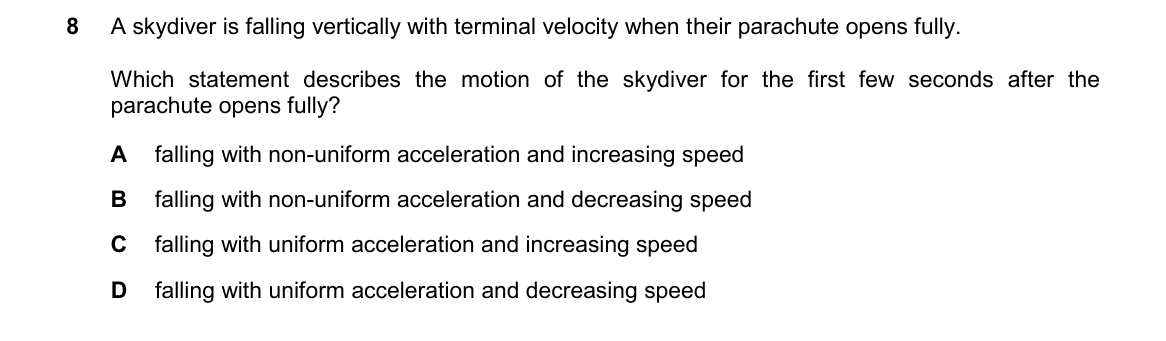 8 A skydiver is falling vertically with terminal velocity when their parachute opens fully.
Which statement describes the motion of the skydiver for the first few seconds after the
parachute opens fully?
A falling with non-uniform acceleration and increasing speed
B falling with non-uniform acceleration and decreasing speed
C falling with uniform acceleration and increasing speed
D falling with uniform acceleration and decreasing speed